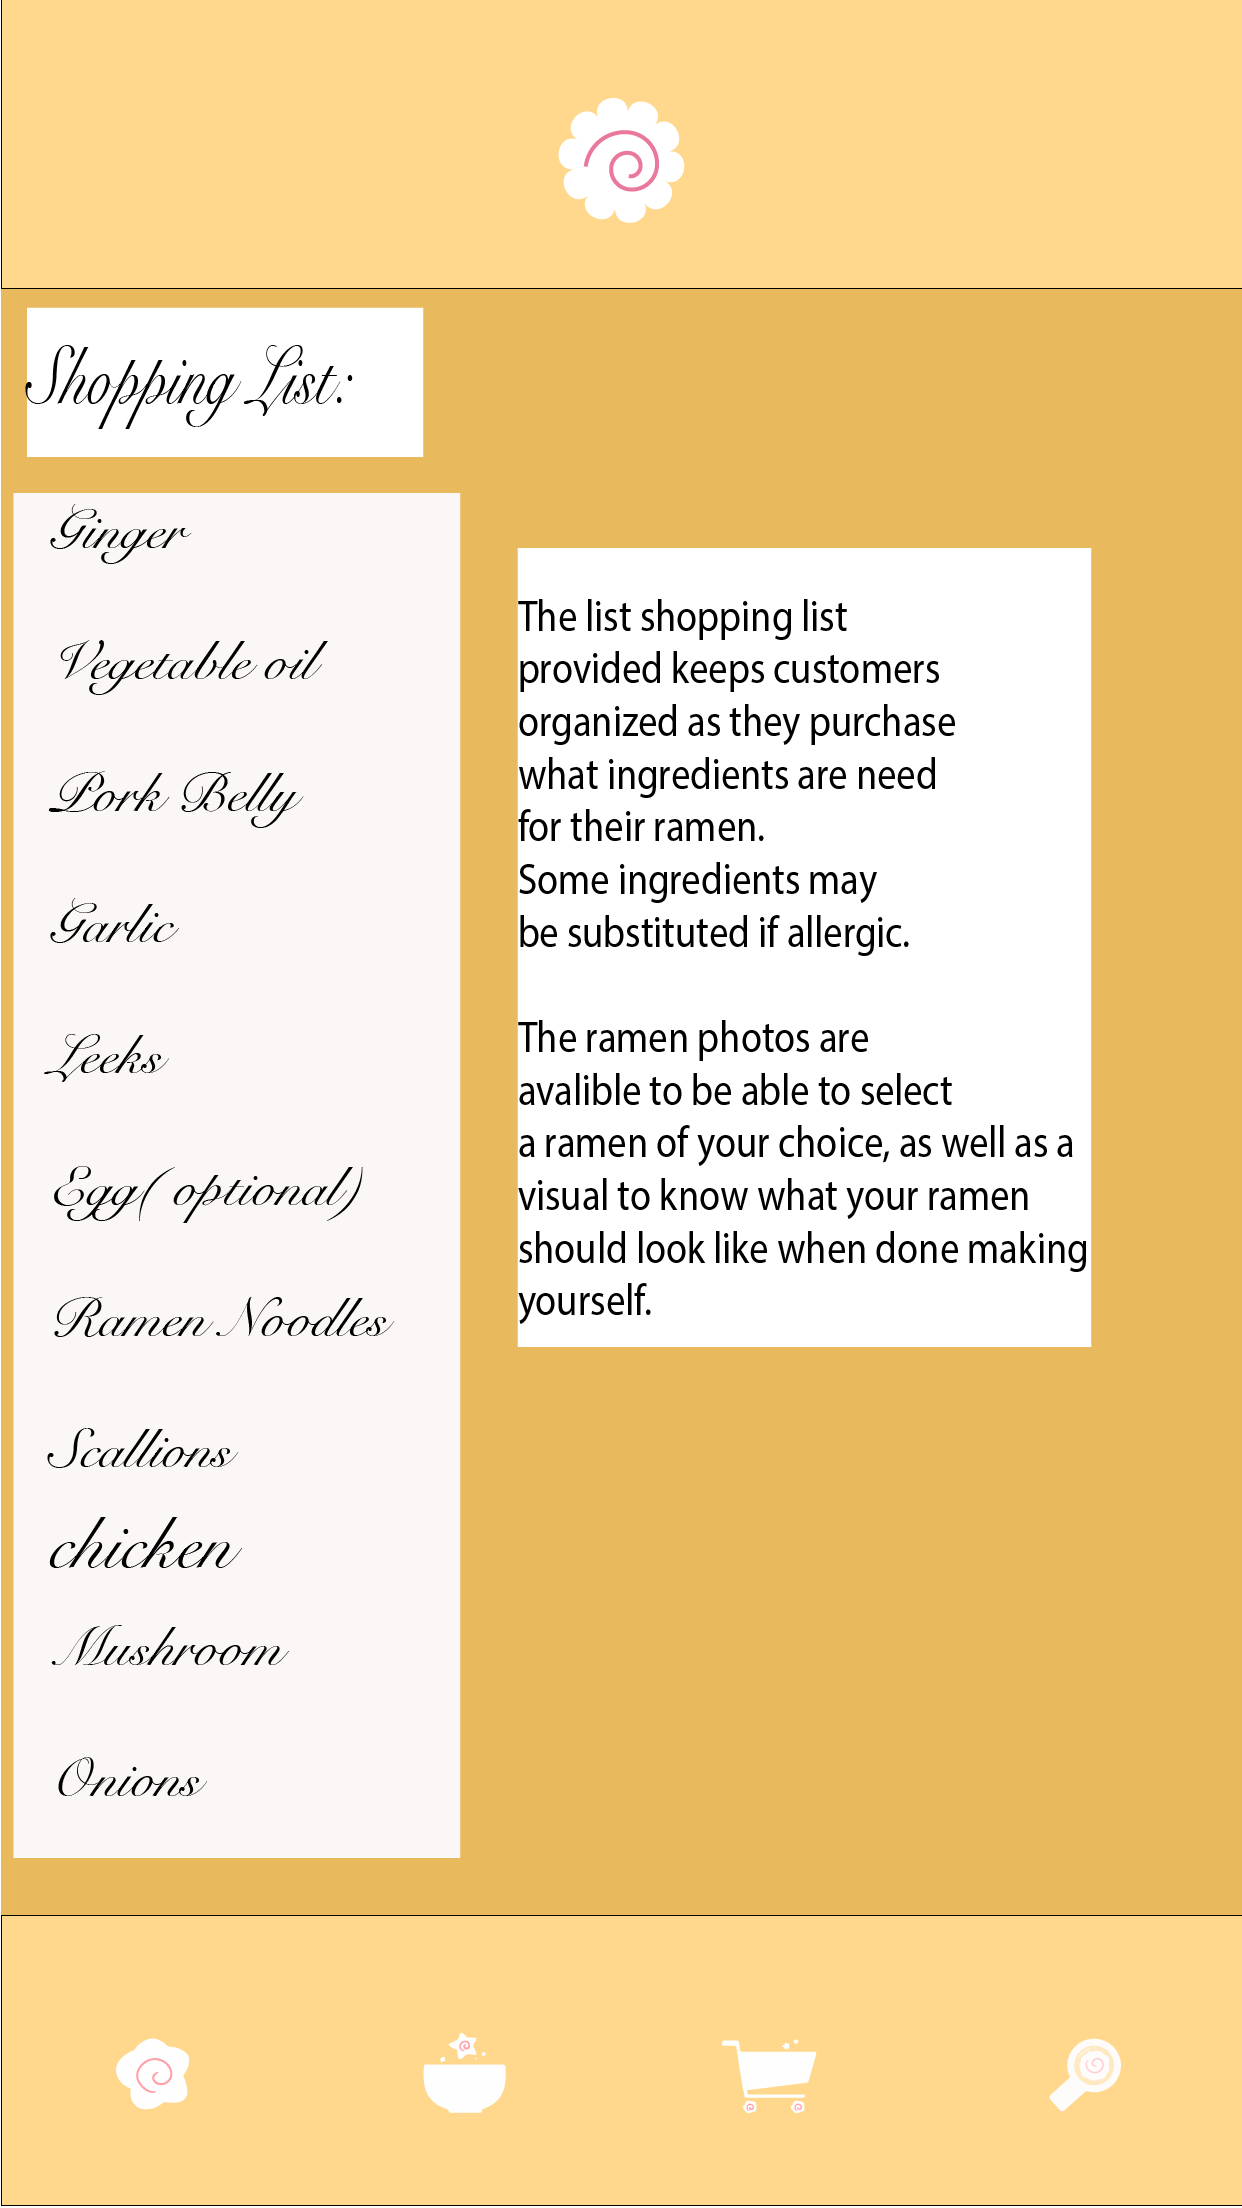 Shopping List:
Ginger
Vegetable oil
Pork Belly
Garlic
Leeks
Egg( optional)
Ramen Noodles
Scallions
chicken
Mushroom
Onions
The list shopping list
provided keeps customers
organized as they purchase
what ingredients are need
for their ramen.
Some ingredients may
be substituted if allergic.
The ramen photos are
avalible to be able to select
a ramen of your choice, as well as a
visual to know what your ramen
should look like when done making
yourself.